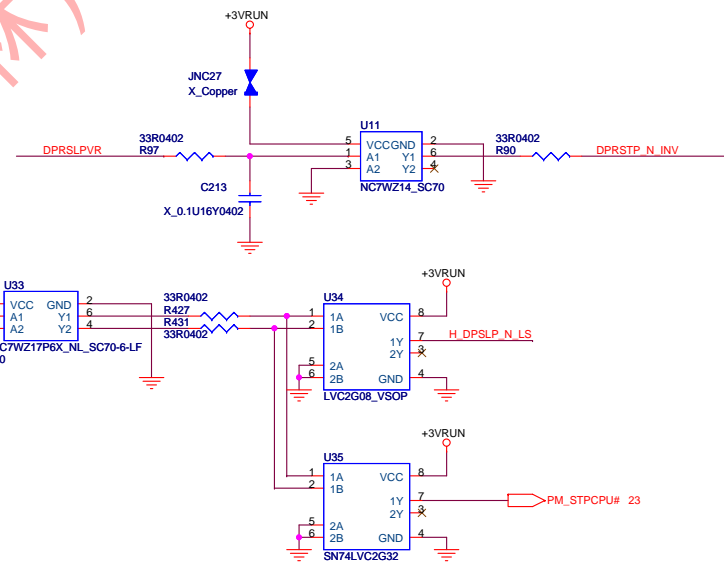 +3VRUN
JNC27
X_Copper
U11
33R0402
R97
DPRSLPVR
5
1
3
VCC GND
A1 Y1
A2 Y2
2
6
4
NC7WZ14_SC70
33R0402
R90
DPRSTP_N_INV
C213
X_0.1U16Y0402
U33
VCC GND
A1 Y1
A2 Y2
2
6
4
C7WZ17P6X_NL_SC70-6-LF
0
33R0402
R427
R431
33R0402
U34
+3VRUN
1
2
5
6
1A VCC
1B
1Y
2Y
2A
2B GND
8
7
3
4
H_DPSLP_N_LS
LVC2G08_VSOP
U35
+3VRUN
1
2
5
6
1A VCC
1B
1Y
2Y
2A
2B GND
8
7
3
4
PM_STPCPU# 23
SN74LVC2G32